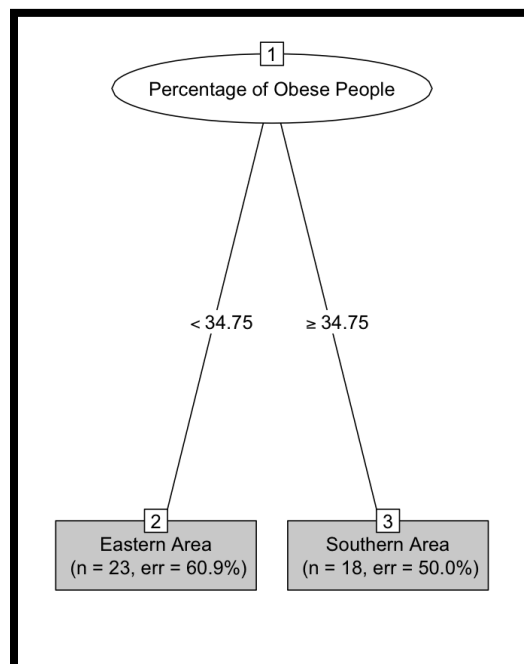 1
Percentage of Obese People
< 34.75
≥ 34.75
2
Eastern Area
(n = 23, err = 60.9%)
3
Southern Area
(n = 18, err = 50.0%)